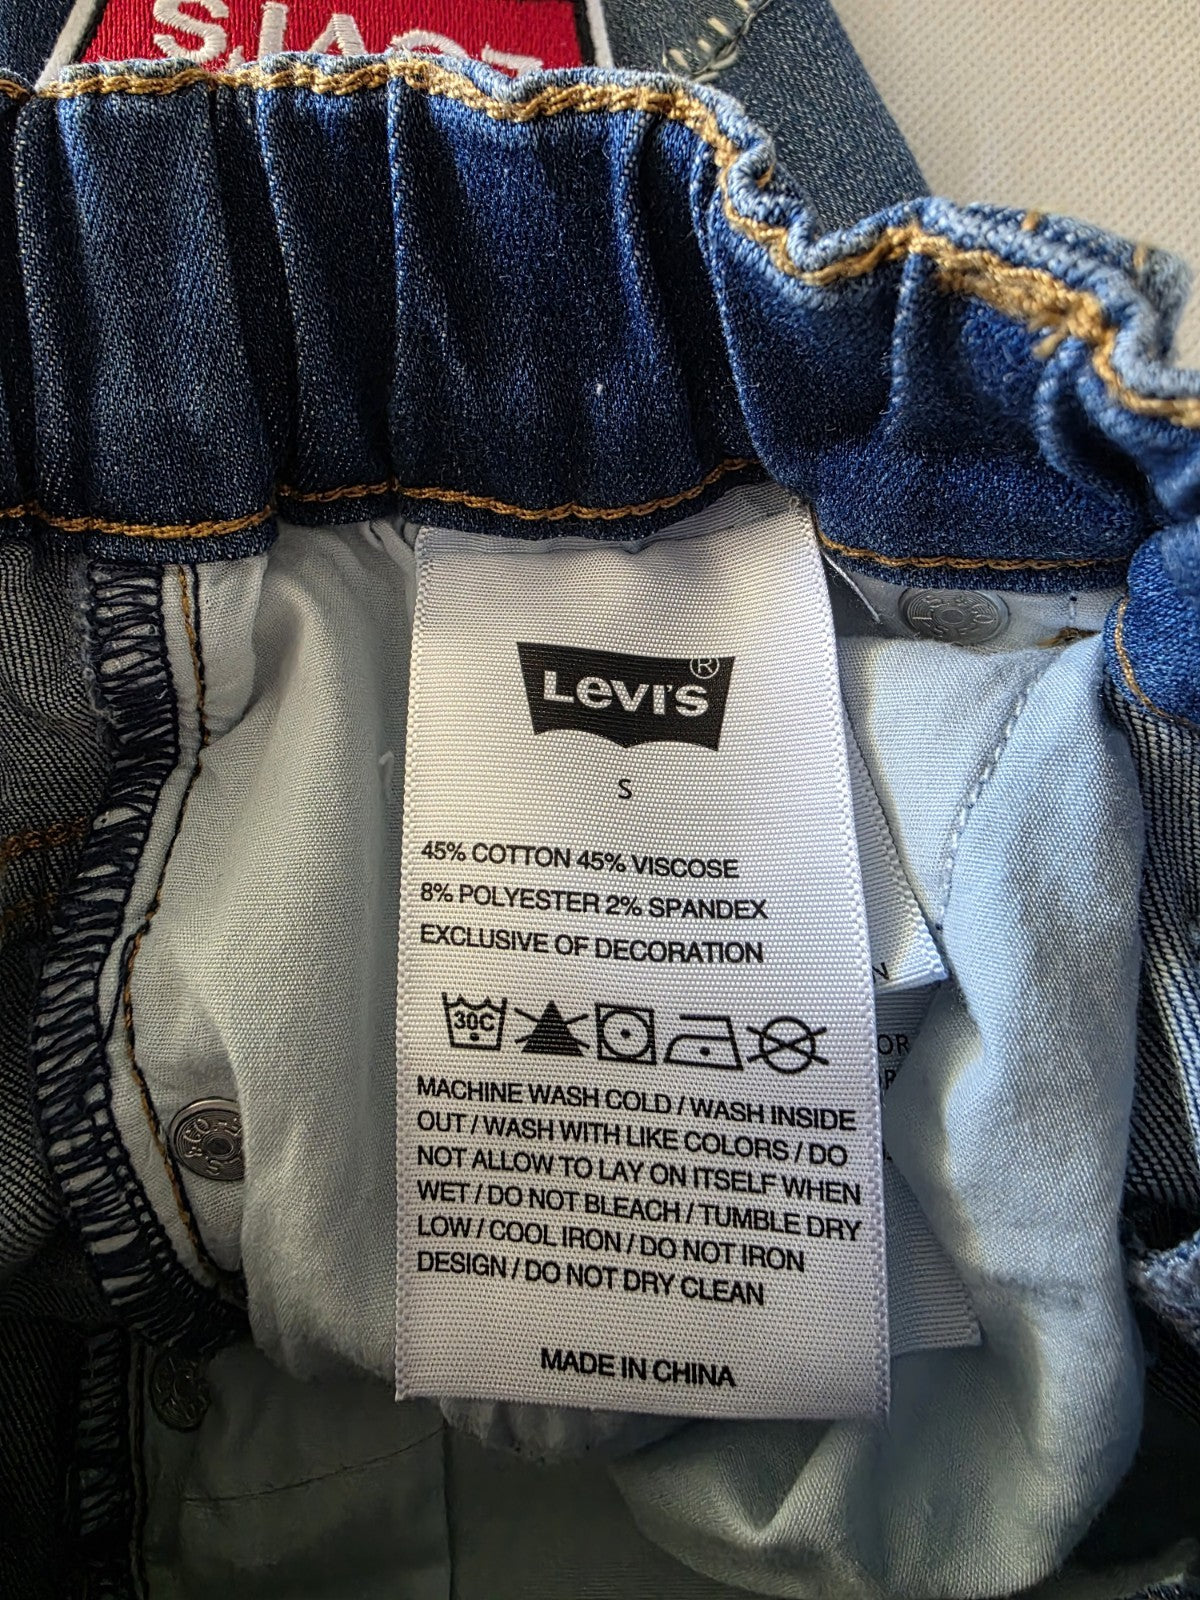 LEVI'S
LEVI'S®
S
45% COTTON 45% VISCOSE
8% POLYESTER 2% SPANDEX
EXCLUSIVE OF DECORATION
30C
MACHINE WASH COLD / WASH INSIDE
OUT / WASH WITH LIKE COLORS / DO
NOT ALLOW TO LAY ON ITSELF WHEN
WET / DO NOT BLEACH / TUMBLE DRY
LOW / COOL IRON / DO NOT IRON
DESIGN / DO NOT DRY CLEAN
MADE IN CHINA